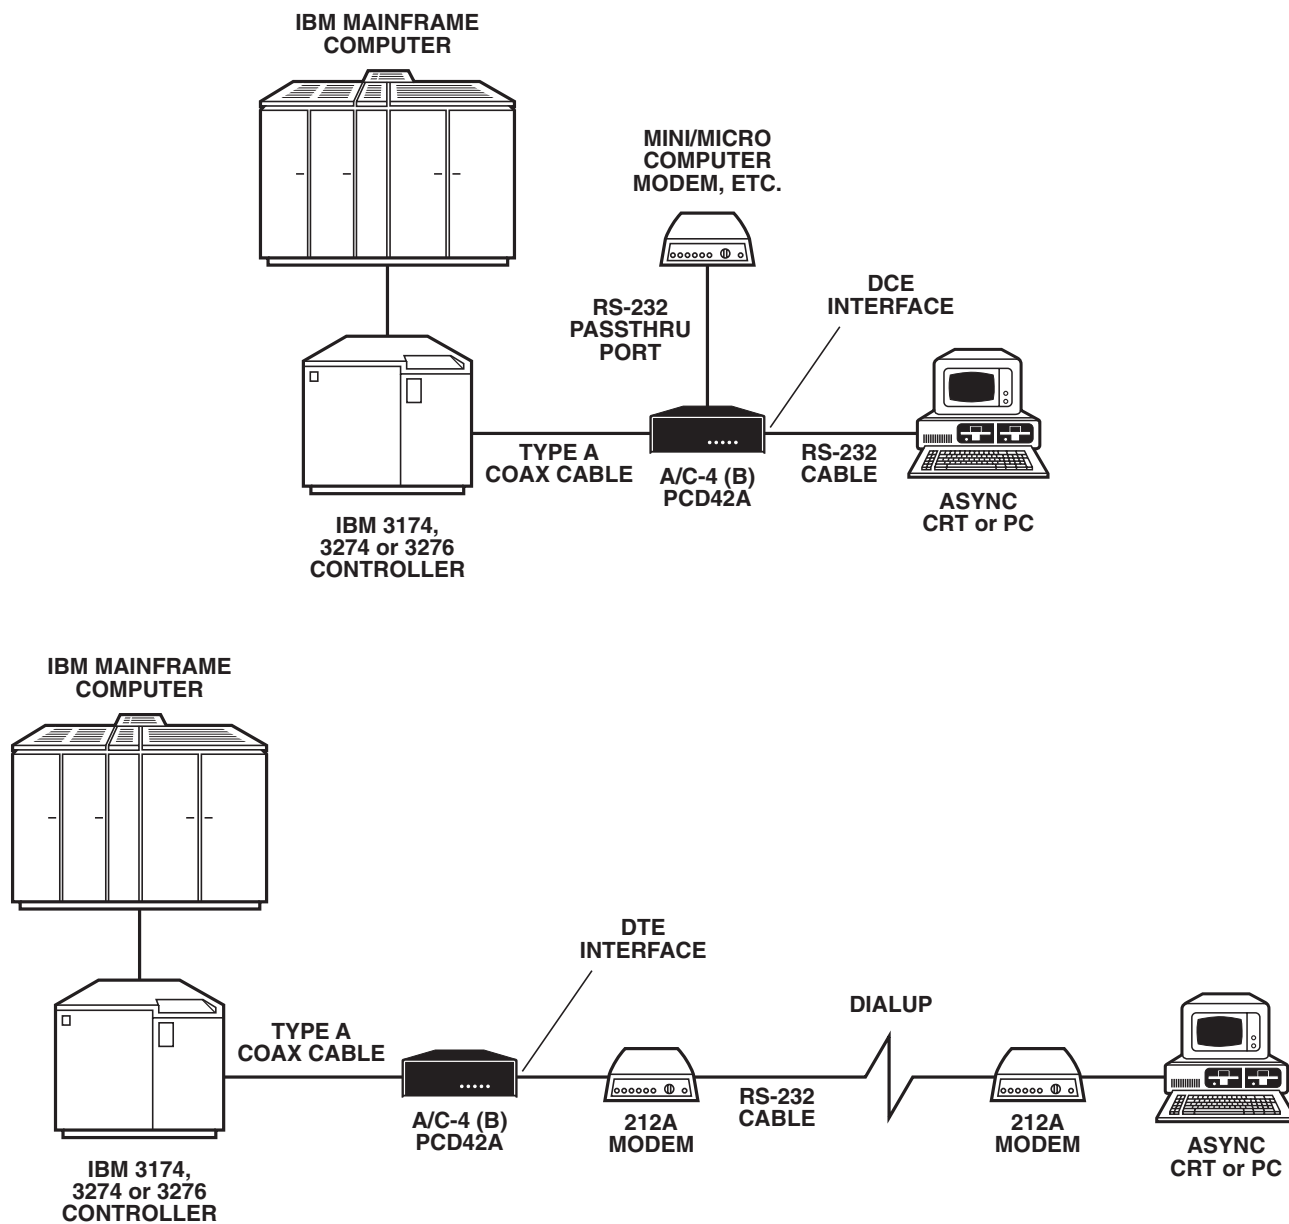 IBM MAINFRAME
COMPUTER
MINI/MICRO
COMPUTER
MODEM, ETC.
RS-232
PASSTHRU
PORT
DCE
INTERFACE
TYPE A
COAX CABLE
A/C-4 (B)
PCD42A
RS-232
CABLE
ASYNC
CRT or PC
IBM 3174,
3274 or 3276
CONTROLLER
IBM MAINFRAME
COMPUTER
DTE
INTERFACE
DIALUP
TYPE A
COAX CABLE
A/C-4 (B)
PCD42A
212A
MODEM
RS-232
CABLE
212A
MODEM
ASYNC
CRT or PC
IBM 3174,
3274 or 3276
CONTROLLER